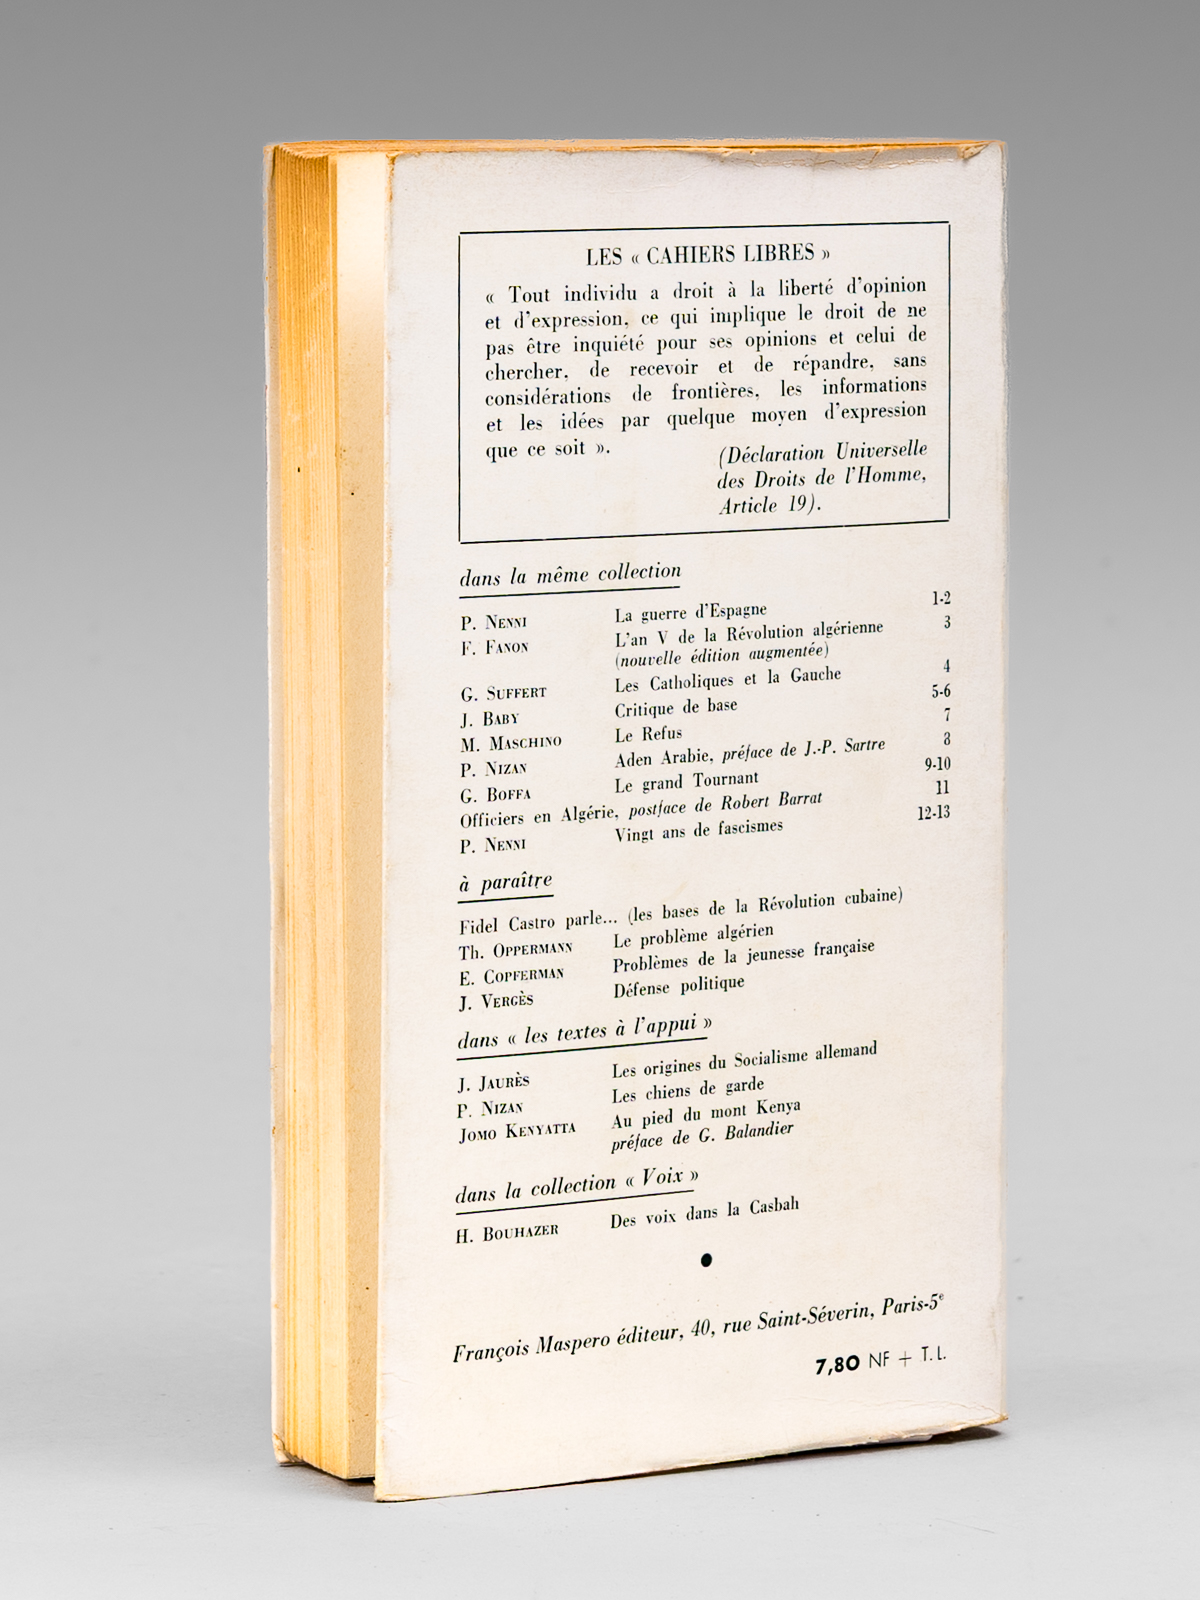 LES « CAHIERS LIBRES »
« Tout individu a droit à la liberté d'opinion
et d'expression, ce qui implique le droit de ne
pas être inquiété pour ses opinions et celui de
chercher, de recevoir et de répandre, sans
considérations de frontières, les informations
et les idées par quelque moyen d'expression
que ce soit ».
(Déclaration Universelle
des Droits de l'Homme,
Article 19).
dans la même collection
P. NENNI La guerre d'Espagne 1-2
F. FANON L'an V de la Révolution algérienne 3
(nouvelle édition augmentée)
G. SUFFERT Les Catholiques et la Gauche 4
J. BABY Critique de base 5-6
M. MASCHINO Le Refus 7
P. NIZAN Aden Arabie, préface de J.-P. Sartre 8
G. BOFFA Le grand Tournant 9-10
Officiers en Algérie, postface de Robert Barrat 11
P. NENNI Vingt ans de fascismes 12-13
à paraître
Fidel Castro parle... (les bases de la Révolution cubaine)
Th. OPPERMANN Le problème algérien
E. COPFERMAN Problèmes de la jeunesse française
J. VERGÈS Défense politique
dans « les textes à l'appui »
J. JAURÈS Les origines du Socialisme allemand
P. NIZAN Les chiens de garde
JOMO KENYATTA Au pied du mont Kenya
préface de G. Balandier
dans la collection « Voix »
H. BOUHAZER Des voix dans la Casbah
François Maspero éditeur, 40, rue Saint-Séverin, Paris-5e
7,80 NF + T.L.